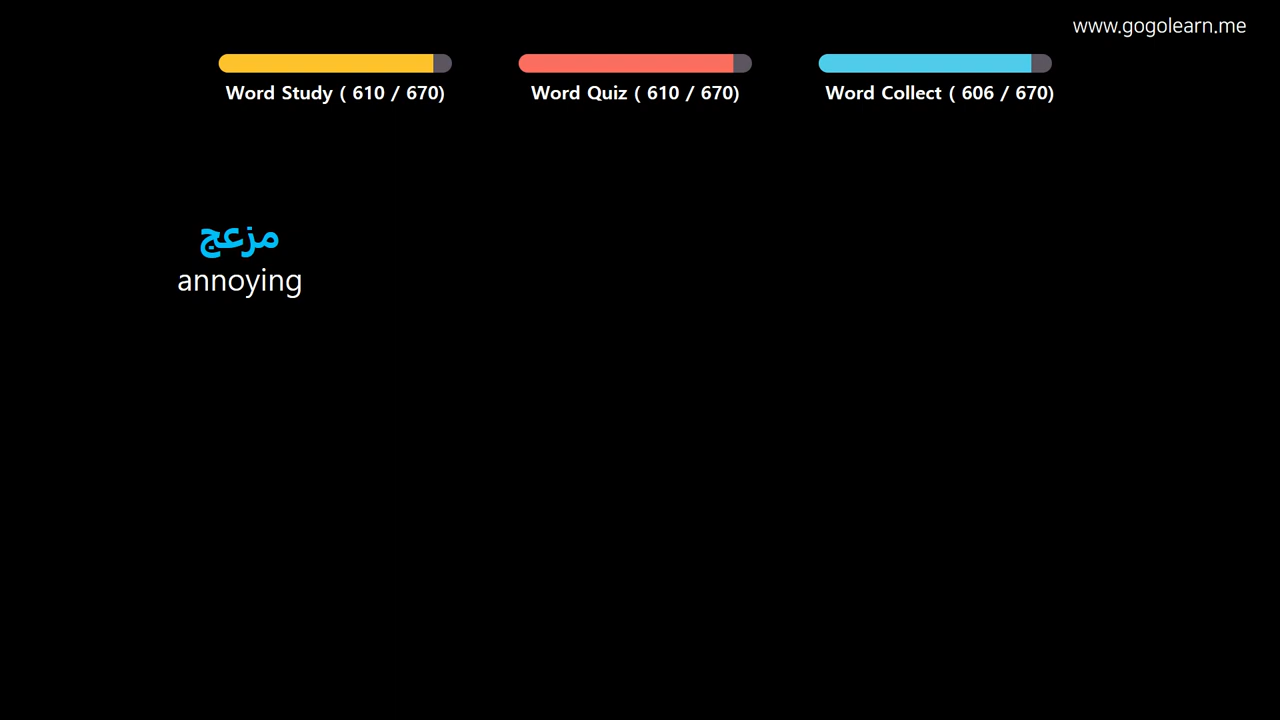 www.gogolearn.me
Word Study ( 610 / 670)
Word Quiz ( 610 / 670)
Word Collect ( 606 / 670)
مزعج
annoying